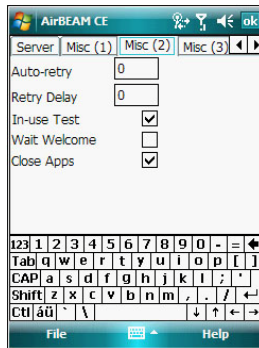 AirBEAM CE ok
Server Misc (1) Misc (2) Misc (3)
Auto-retry 0
Retry Delay 0
In-use Test
Wait Welcome
Close Apps
123 1 2 3 4 5 6 7 8 9 0 - =
Tab q w e r t y u i o p [ ]
CAP a s d f g h j k l ; '
Shift z x c v b n m , . /
Ctl áü ` \
File Help